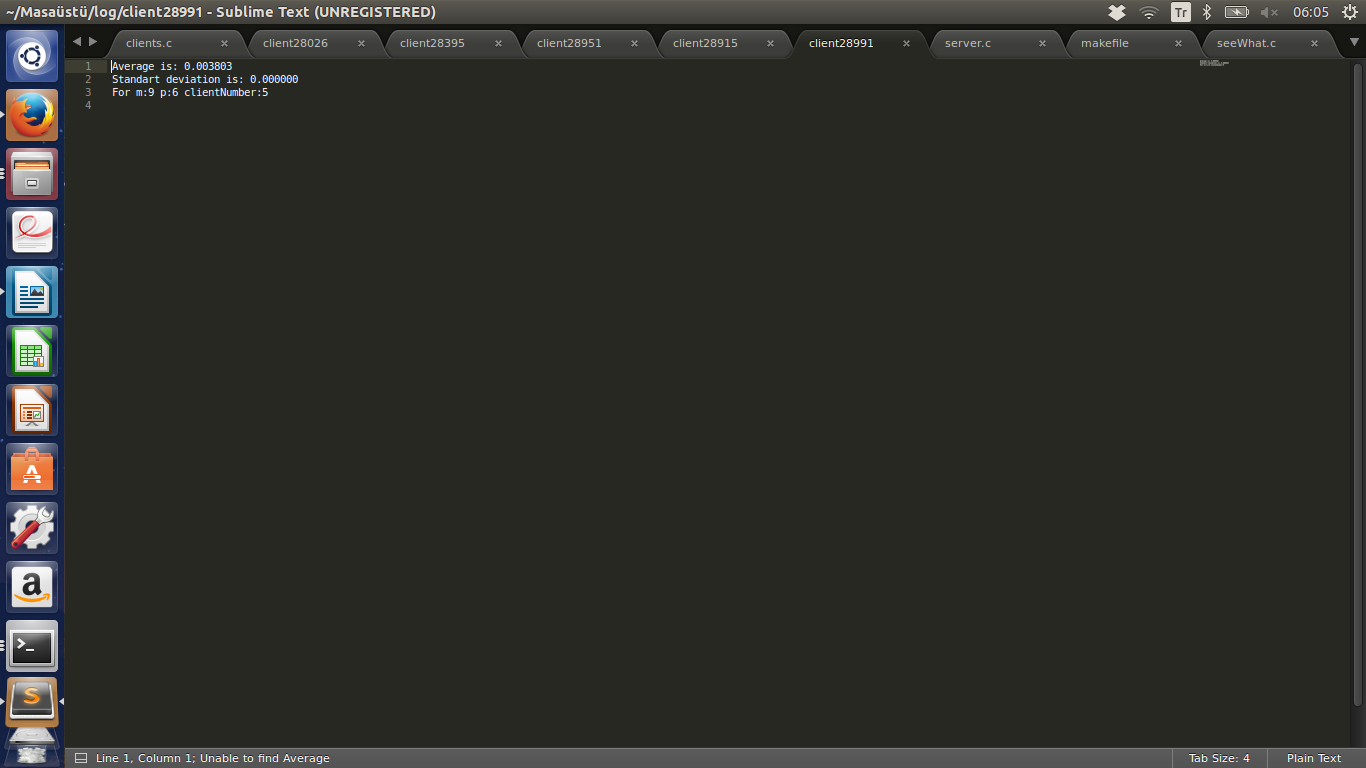 ~/Masaüstü/log/client28991 - Sublime Text (UNREGISTERED)
Tr
06:05
clients.c
client28026
client28395
client28951
client28915
client28991
server.c
makefile
seeWhat.c
1 Average is: 0.003803
2 Standart deviation is: 0.000000
3 For m:9 p:6 clientNumber:5
4
Line 1, Column 1; Unable to find Average
Tab Size: 4
Plain Text